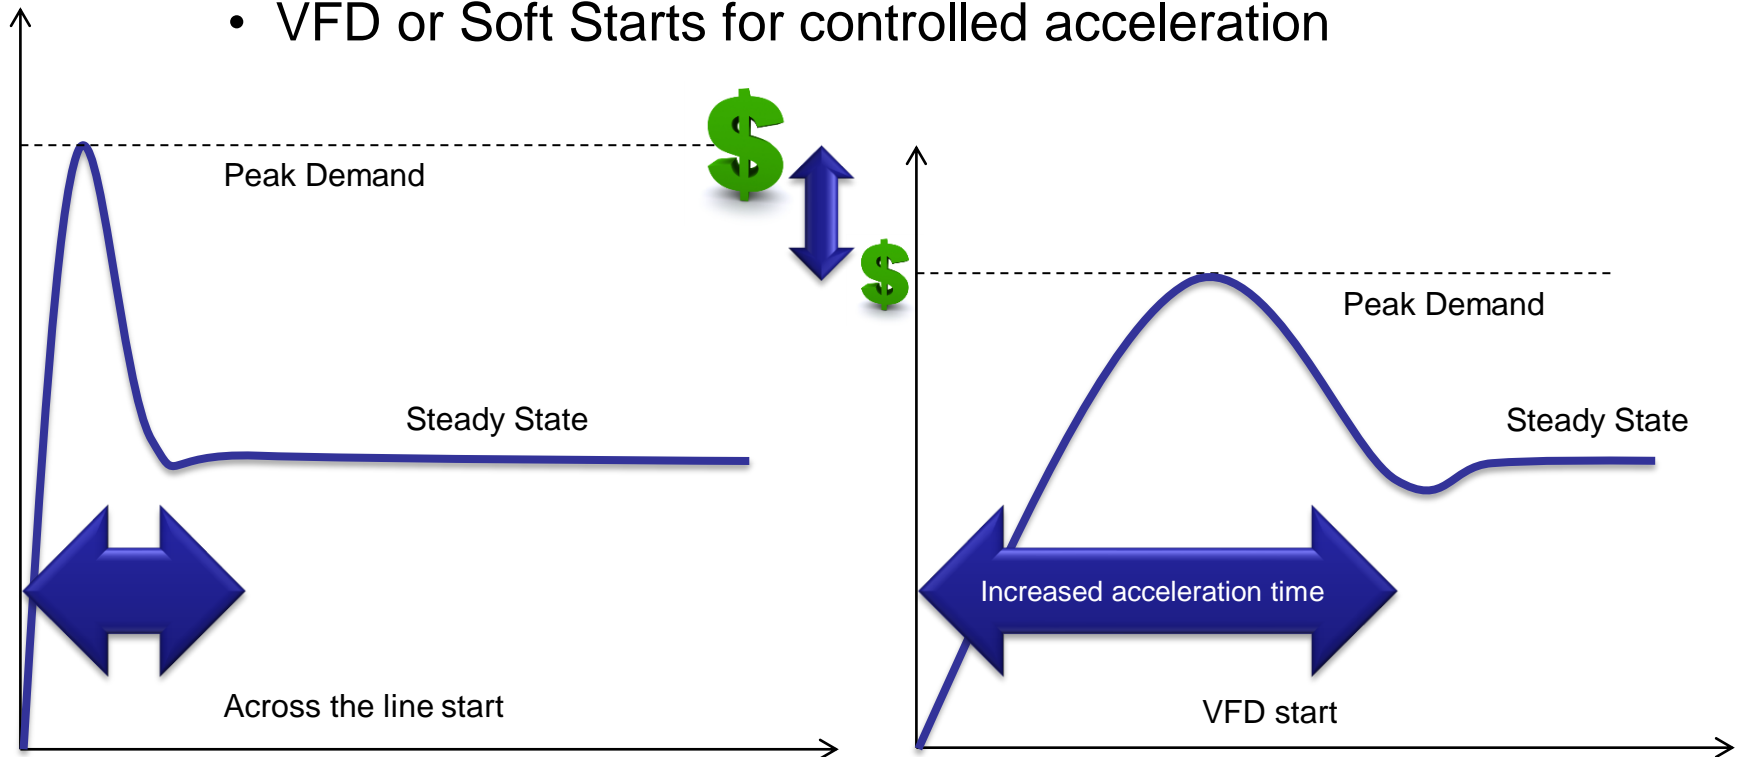 • VFD or Soft Starts for controlled acceleration
$
Peak Demand
$
Peak Demand
Steady State
Steady State
Increased acceleration time
Across the line start
VFD start